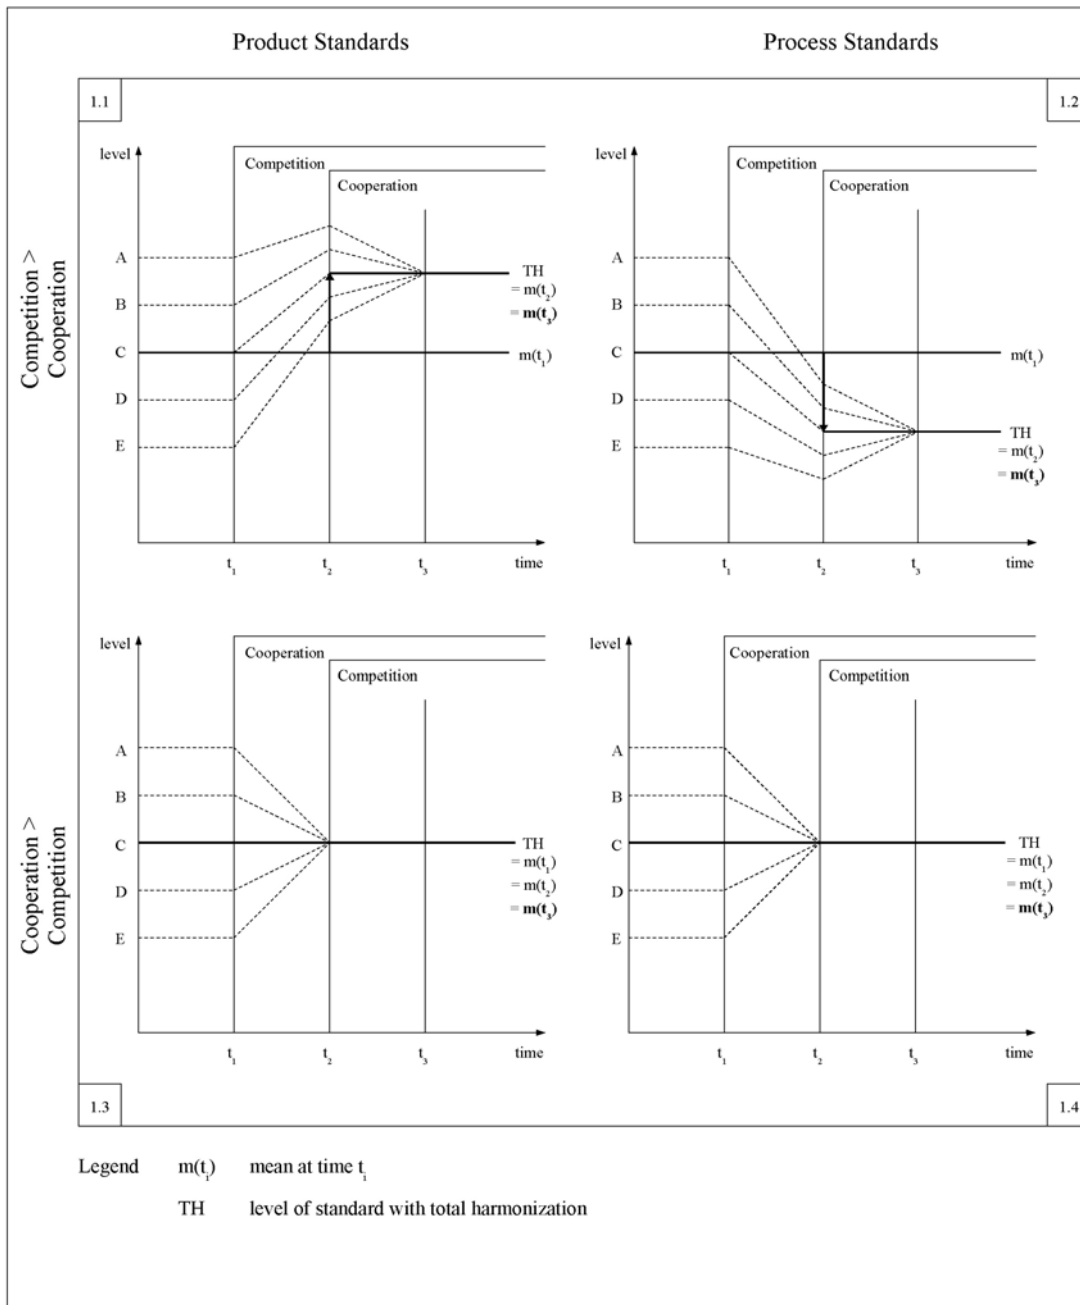 Product Standards
Process Standards
1.1
1.2
Competition >
Cooperation
level
Competition
Cooperation
A
B
C
D
E
TH
= m(t2)
= m(t3)
m(t1)
t1
t2
t3
time
level
Competition
Cooperation
A
B
C
D
E
m(t1)
TH
= m(t2)
= m(t3)
t1
t2
t3
time
Cooperation >
Competition
level
Cooperation
Competition
A
B
C
D
E
TH
= m(t1)
= m(t2)
= m(t3)
t1
t2
t3
time
level
Cooperation
Competition
A
B
C
D
E
TH
= m(t1)
= m(t2)
= m(t3)
t1
t2
t3
time
1.3
1.4
Legend m(ti) mean at time ti
TH level of standard with total harmonization